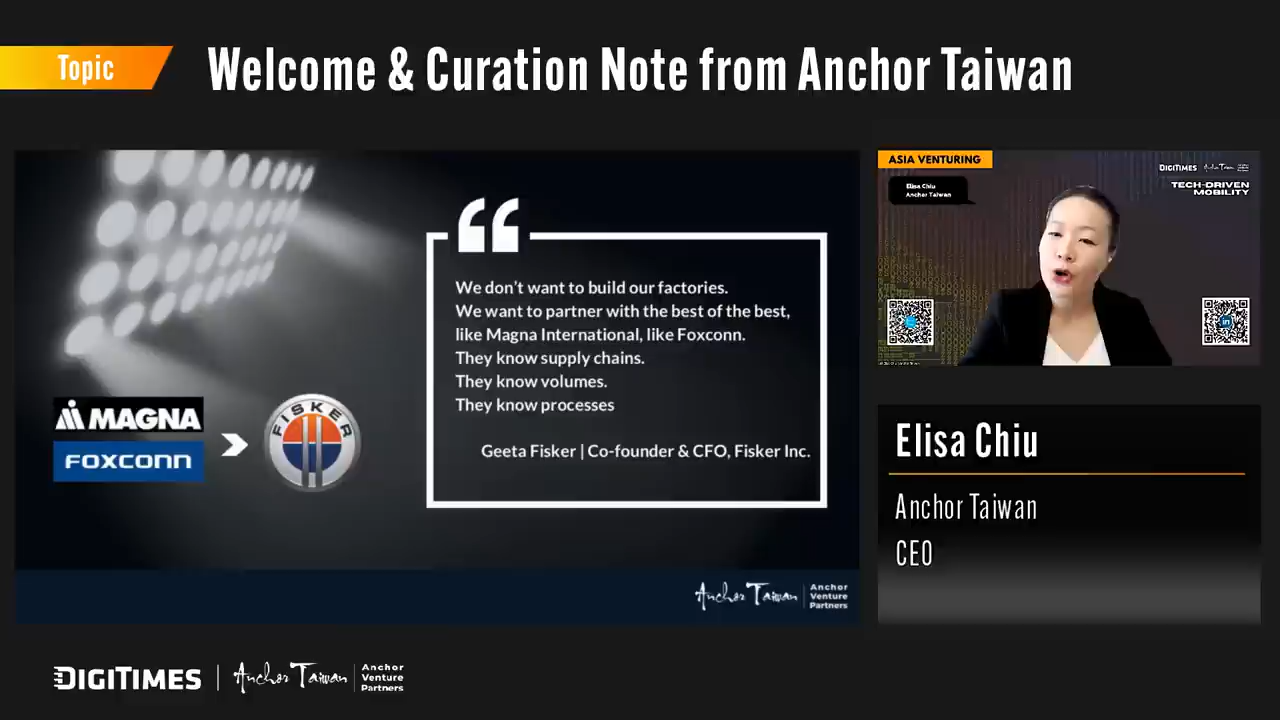 Topic
Welcome & Curation Note from Anchor Taiwan
“
We don't want to build our factories.
We want to partner with the best of the best,
like Magna International, like Foxconn.
They know supply chains.
They know volumes.
They know processes
Geeta Fisker | Co-founder & CFO, Fisker Inc.
MAGNA
FOXCONN
FISKER
Anchor Taiwan
Anchor
Venture
Partners
ASIA VENTURING
Elisa Chiu
Anchor Taiwan
DIGITIMES
TECH-DRIVEN
MOBILITY
Elisa Chiu
Anchor Taiwan
CEO
DIGITIMES
Anchor Taiwan
Anchor
Venture
Partners